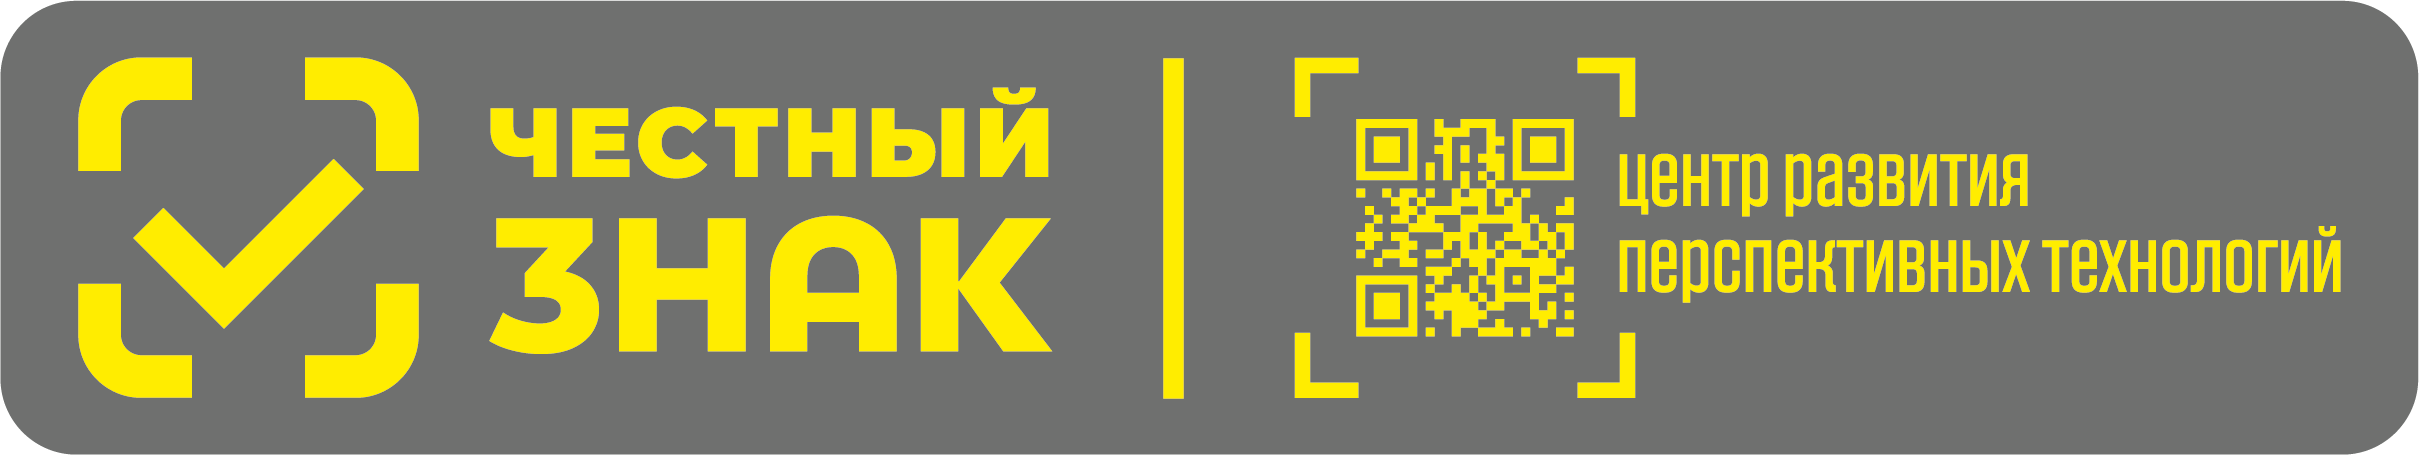 ЧЕСТНЫЙ
ЗНАК
центр развития
перспективных технологий